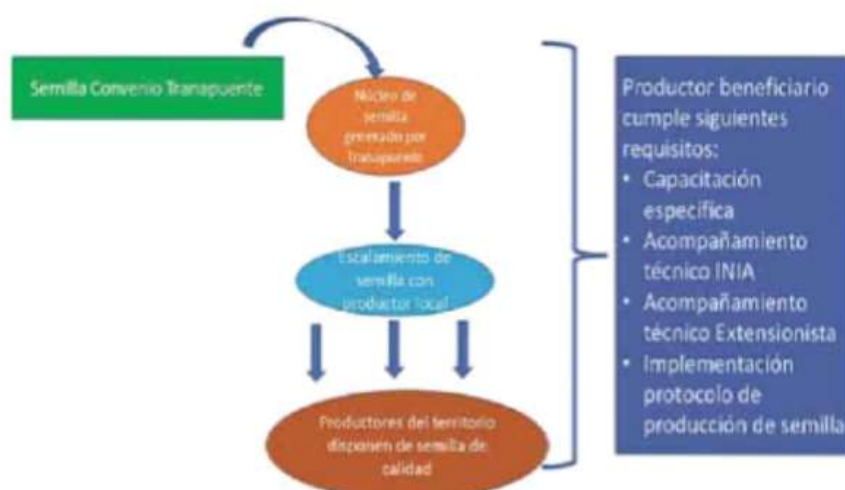 Semilla Convenio Tranapuente
Núcleo de
semilla
generado por
Tranapuente
Escalamiento de
semilla con
productor local
Productores del territorio
disponen de semilla de
calidad
Productor beneficiario
cumple siguientes
requisitos:
• Capacitación
específica
• Acompañamiento
técnico INIA
• Acompañamiento
técnico Extensionista
• Implementación
protocolo de
producción de semilla